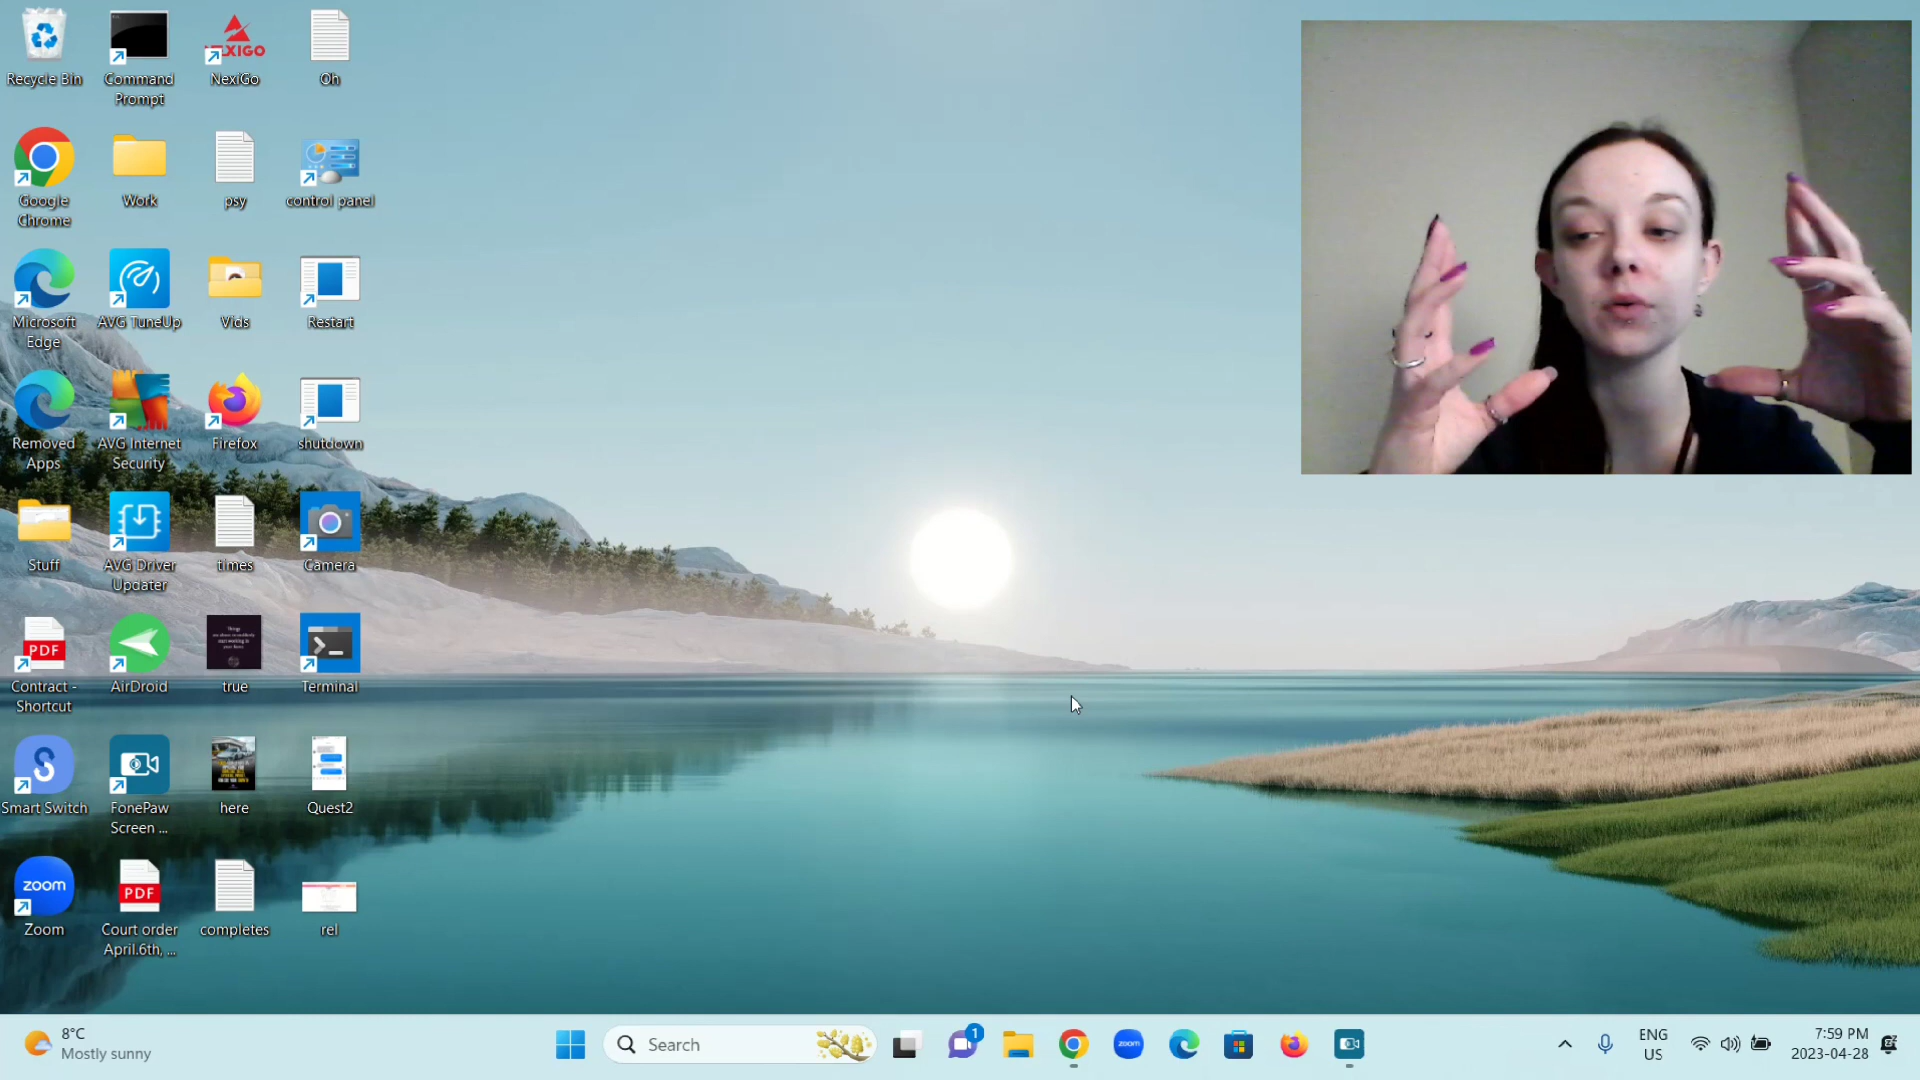 Recycle Bin
Command
Prompt
NEXIGO
NexiGo
Oh
Google
Chrome
Work
psy
control panel
Microsoft
Edge
AVG TuneUp
Vids
Restart
Removed
Apps
AVG Internet
Security
Firefox
shutdown
Stuff
AVG Driver
Updater
times
Camera
PDF
Contract -
Shortcut
AirDroid
true
Terminal
Smart Switch
FonePaw
Screen ...
here
Quest2
zoom
Zoom
PDF
Court order
April.6th, ...
completes
rel
8°C
Mostly sunny
Search
1
zoom
ENG
US
7:59 PM
2023-04-28